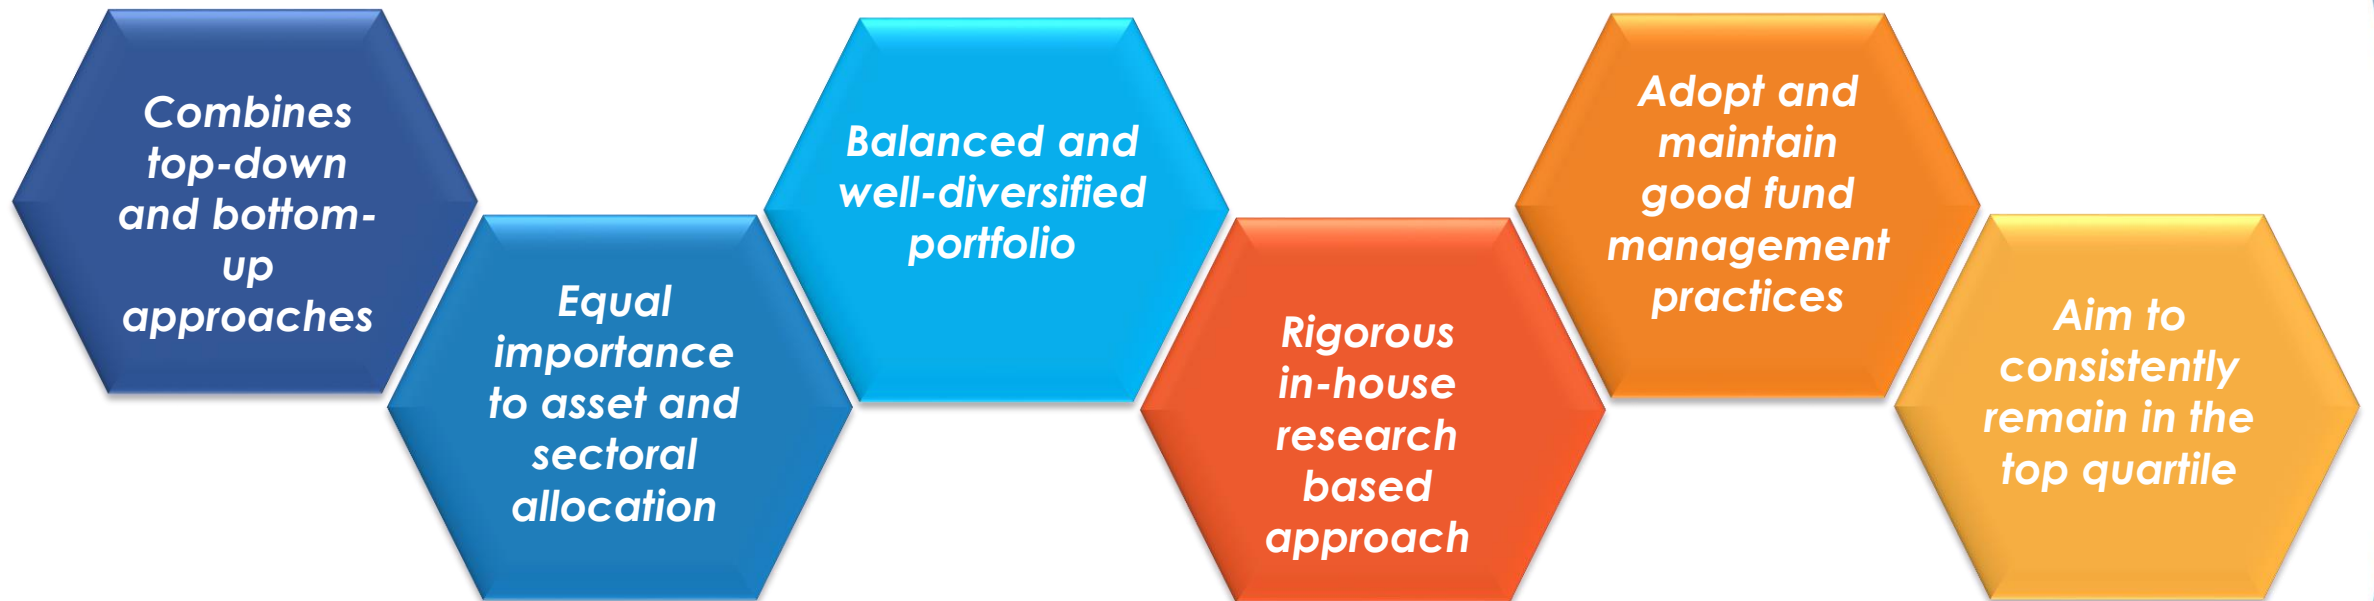 Combines
top-down
and bottom-
up
approaches
Equal
importance
to asset and
sectoral
allocation
Balanced and
well-diversified
portfolio
Rigorous
in-house
research
based
approach
Adopt and
maintain
good fund
management
practices
Aim to
consistently
remain in the
top quartile